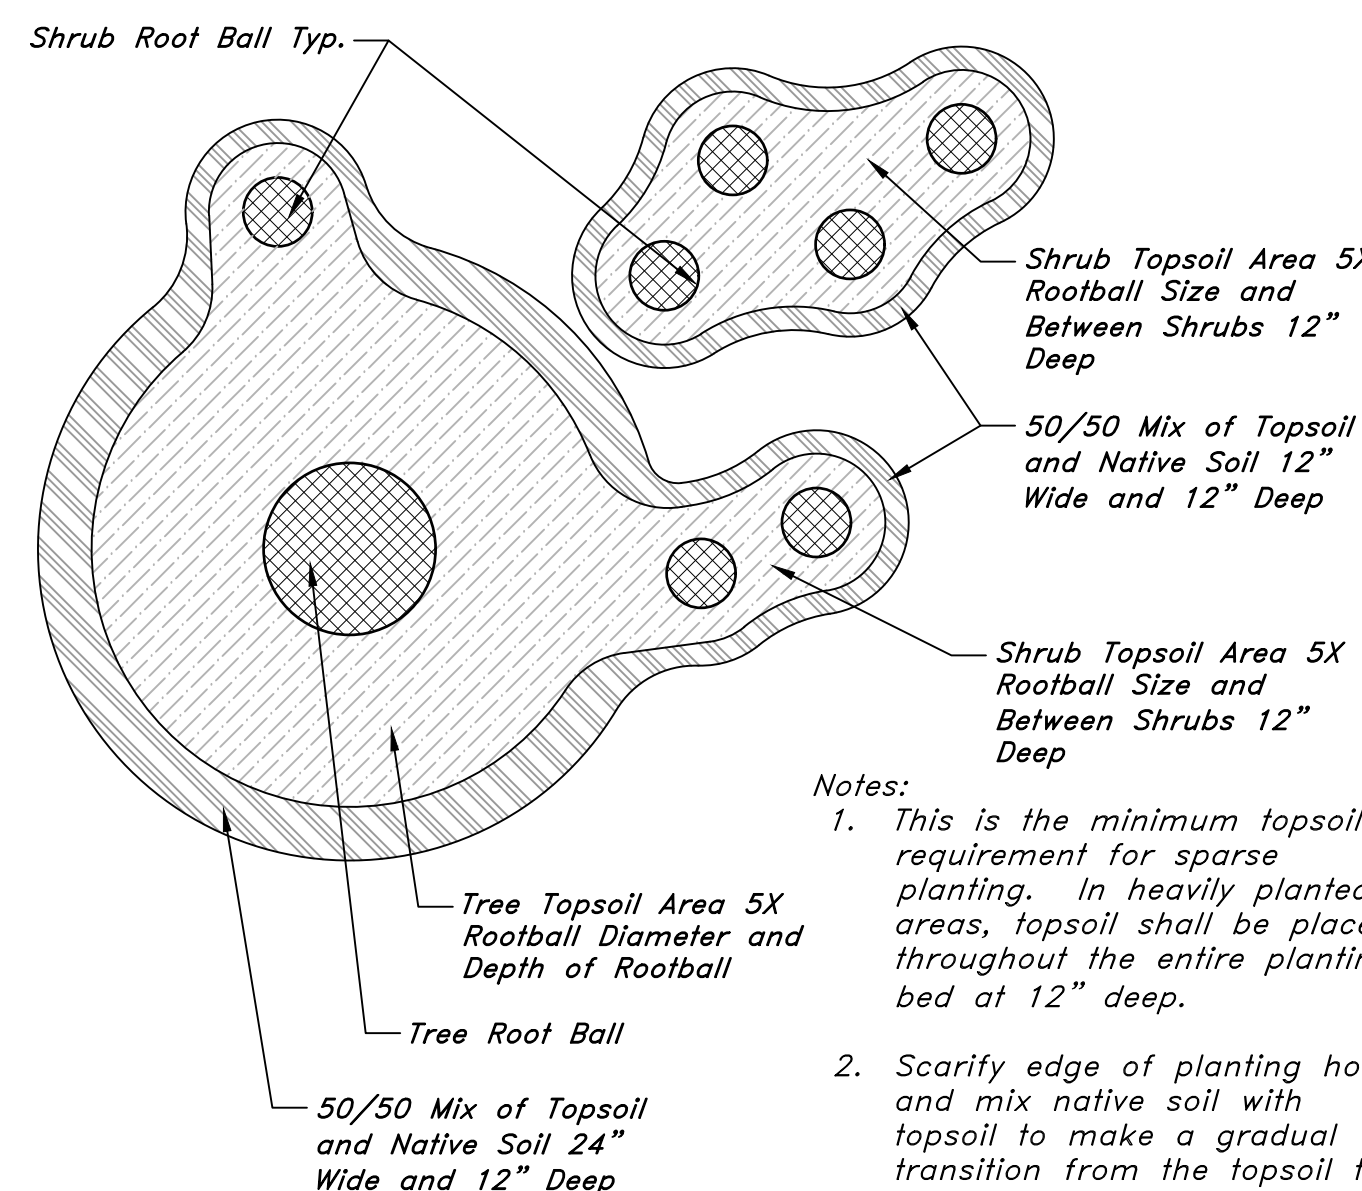 Shrub Root Ball Typ.
Shrub Topsoil Area 5X
Rootball Size and
Between Shrubs 12”
Deep
50/50 Mix of Topsoil
and Native Soil 12”
Wide and 12” Deep
Shrub Topsoil Area 5X
Rootball Size and
Between Shrubs 12”
Deep
Tree Topsoil Area 5X
Rootball Diameter and
Depth of Rootball
Tree Root Ball
50/50 Mix of Topsoil
and Native Soil 24”
Wide and 12” Deep
Notes:
1. This is the minimum topsoil
requirement for sparse
planting. In heavily planted
areas, topsoil shall be
throughout the entire
bed at 12” deep.
2. Scarify edge of planting
and mix native soil with
topsoil to make a gradual
transition from the topsoil